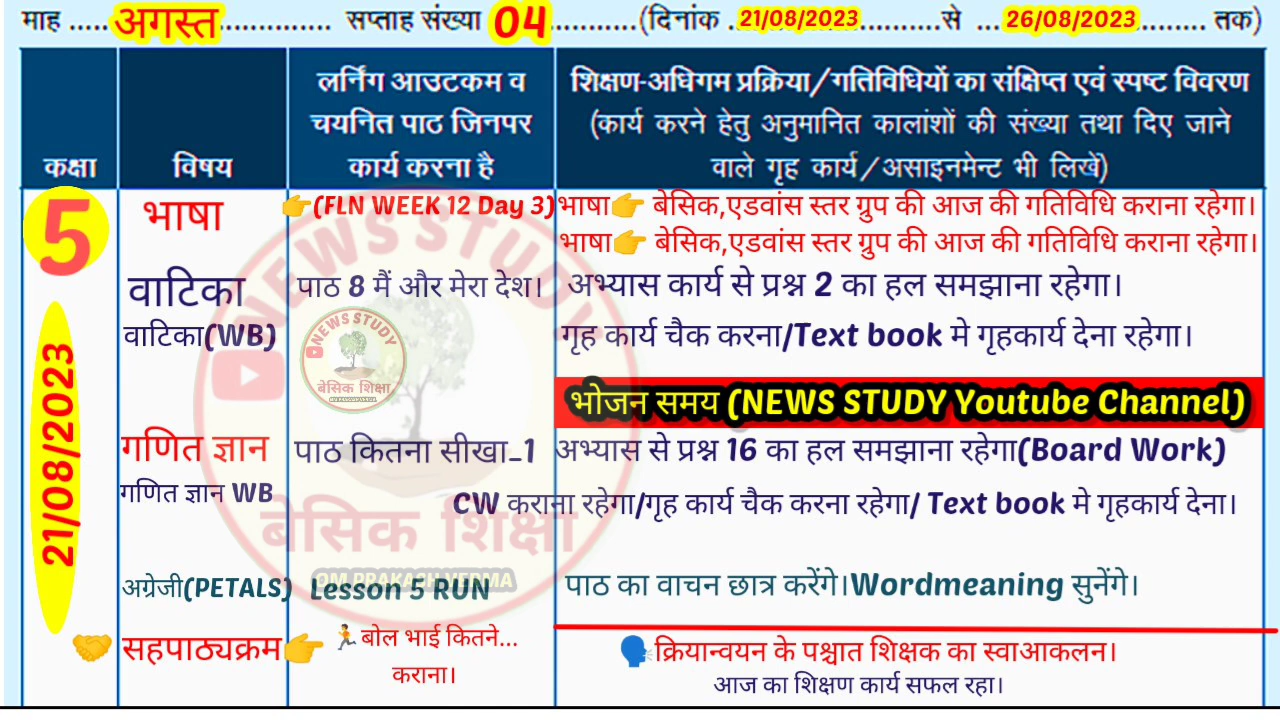 माह .....अगस्त................ सप्ताह संख्या 04............(दिनांक ..21/08/2023...........से ...26/08/2023......... तक)
कक्षा
विषय
लर्निंग आउटकम व
चयनित पाठ जिनपर
कार्य करना है
शिक्षण-अधिगम प्रक्रिया/गतिविधियों का संक्षिप्त एवं स्पष्ट विवरण
(कार्य करने हेतु अनुमानित कालांशों की संख्या तथा दिए जाने
वाले गृह कार्य/असाइनमेन्ट भी लिखें)
5
21/08/2023
भाषा 👉(FLN WEEK 12 Day 3) भाषा👉 बेसिक,एडवांस स्तर ग्रुप की आज की गतिविधि कराना रहेगा।
भाषा👉 बेसिक,एडवांस स्तर ग्रुप की आज की गतिविधि कराना रहेगा।
वाटिका पाठ 8 मैं और मेरा देश। अभ्यास कार्य से प्रश्न 2 का हल समझाना रहेगा।
वाटिका(WB) गृह कार्य चैक करना/Text book मे गृहकार्य देना रहेगा।
भोजन समय (NEWS STUDY Youtube Channel)
गणित ज्ञान पाठ कितना सीखा-1 अभ्यास से प्रश्न 16 का हल समझाना रहेगा(Board Work)
गणित ज्ञान WB CW कराना रहेगा/गृह कार्य चैक करना रहेगा/ Text book मे गृहकार्य देना।
अग्रेजी(PETALS) Lesson 5 RUN पाठ का वाचन छात्र करेंगे।Wordmeaning सुनेंगे।
🤝 सहपाठ्यक्रम👉 🏃बोल भाई कितने...
कराना।
🗣क्रियान्वयन के पश्चात शिक्षक का स्वाआकलन।
आज का शिक्षण कार्य सफल रहा।
NEWS STUDY
बेसिक शिक्षा
OM PRAKASH VERMA
NEWS STUDY
बेसिक शिक्षा